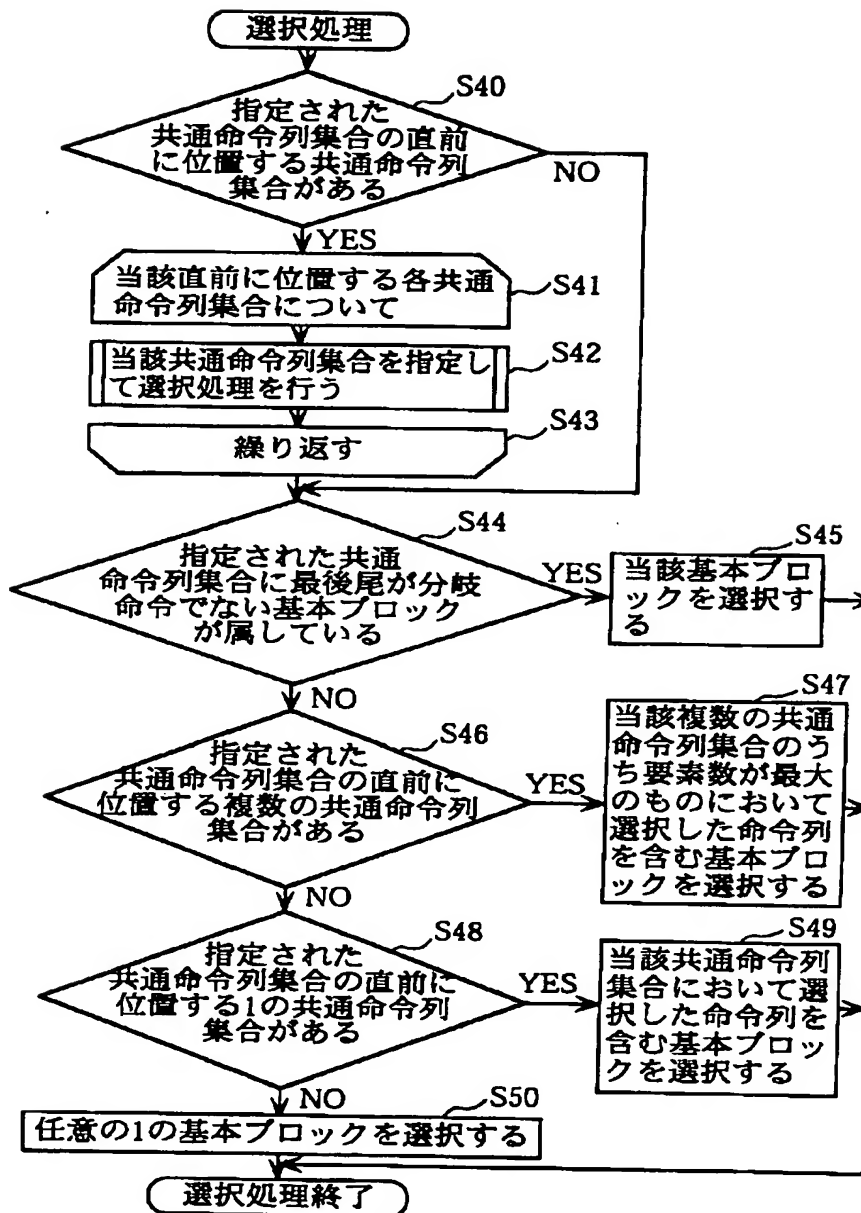 選択処理
S40
指定された
共通命令列集合の直前
に位置する共通命令列
集合がある
NO
YES
当該直前に位置する各共通
命令列集合について
S41
当該共通命令列集合を指定し
て選択処理を行う
S42
繰り返す
S43
S44
指定された共通
命令列集合に最後尾が分岐
命令でない基本ブロック
が属している
YES
S45
当該基本ブロ
ックを選択す
る
NO
S46
指定された
共通命令列集合の直前に
位置する複数の共通命令列
集合がある
YES
S47
当該複数の共通
命令列集合のう
ち要素数が最大
のものにおいて
選択した命令列
を含む基本ブロ
ックを選択する
NO
S48
指定された
共通命令列集合の直前に
位置する1の共通命令列
集合がある
YES
S49
当該共通命令列
集合において選
択した命令列を
含む基本ブロッ
クを選択する
NO
S50
任意の1の基本ブロックを選択する
選択処理終了